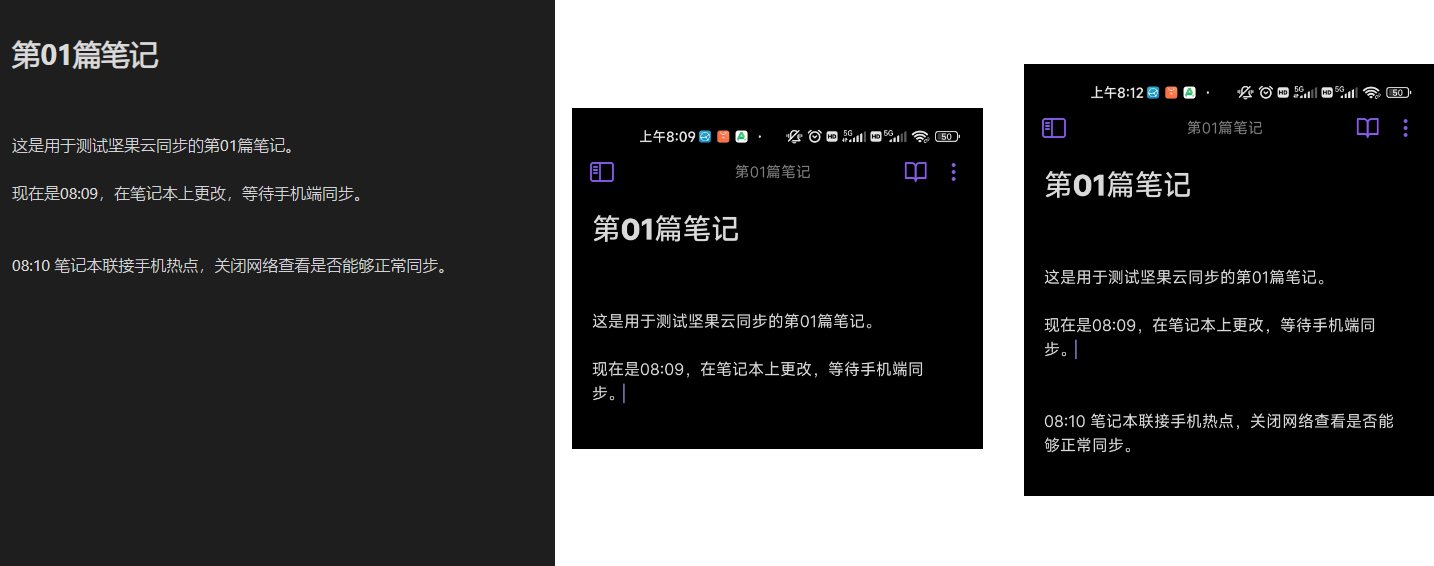 第01篇笔记
这是用于测试坚果云同步的第01篇笔记。
现在是08:09，在笔记本上更改，等待手机端同步。
08:10 笔记本联接手机热点，关闭网络查看是否能够正常同步。
上午8:09 · HD 5G HD 5G 50
第01篇笔记
第01篇笔记
这是用于测试坚果云同步的第01篇笔记。
现在是08:09，在笔记本上更改，等待手机端同
步。
上午8:12 · HD 5G HD 5G 50
第01篇笔记
第01篇笔记
这是用于测试坚果云同步的第01篇笔记。
现在是08:09，在笔记本上更改，等待手机端同
步。
08:10 笔记本联接手机热点，关闭网络查看是否能
够正常同步。